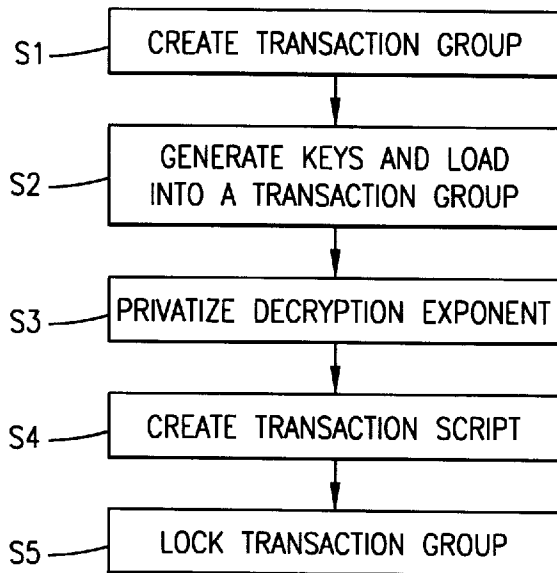 S1 CREATE TRANSACTION GROUP
S2 GENERATE KEYS AND LOAD
INTO A TRANSACTION GROUP
S3 PRIVATIZE DECRYPTION EXPONENT
S4 CREATE TRANSACTION SCRIPT
S5 LOCK TRANSACTION GROUP